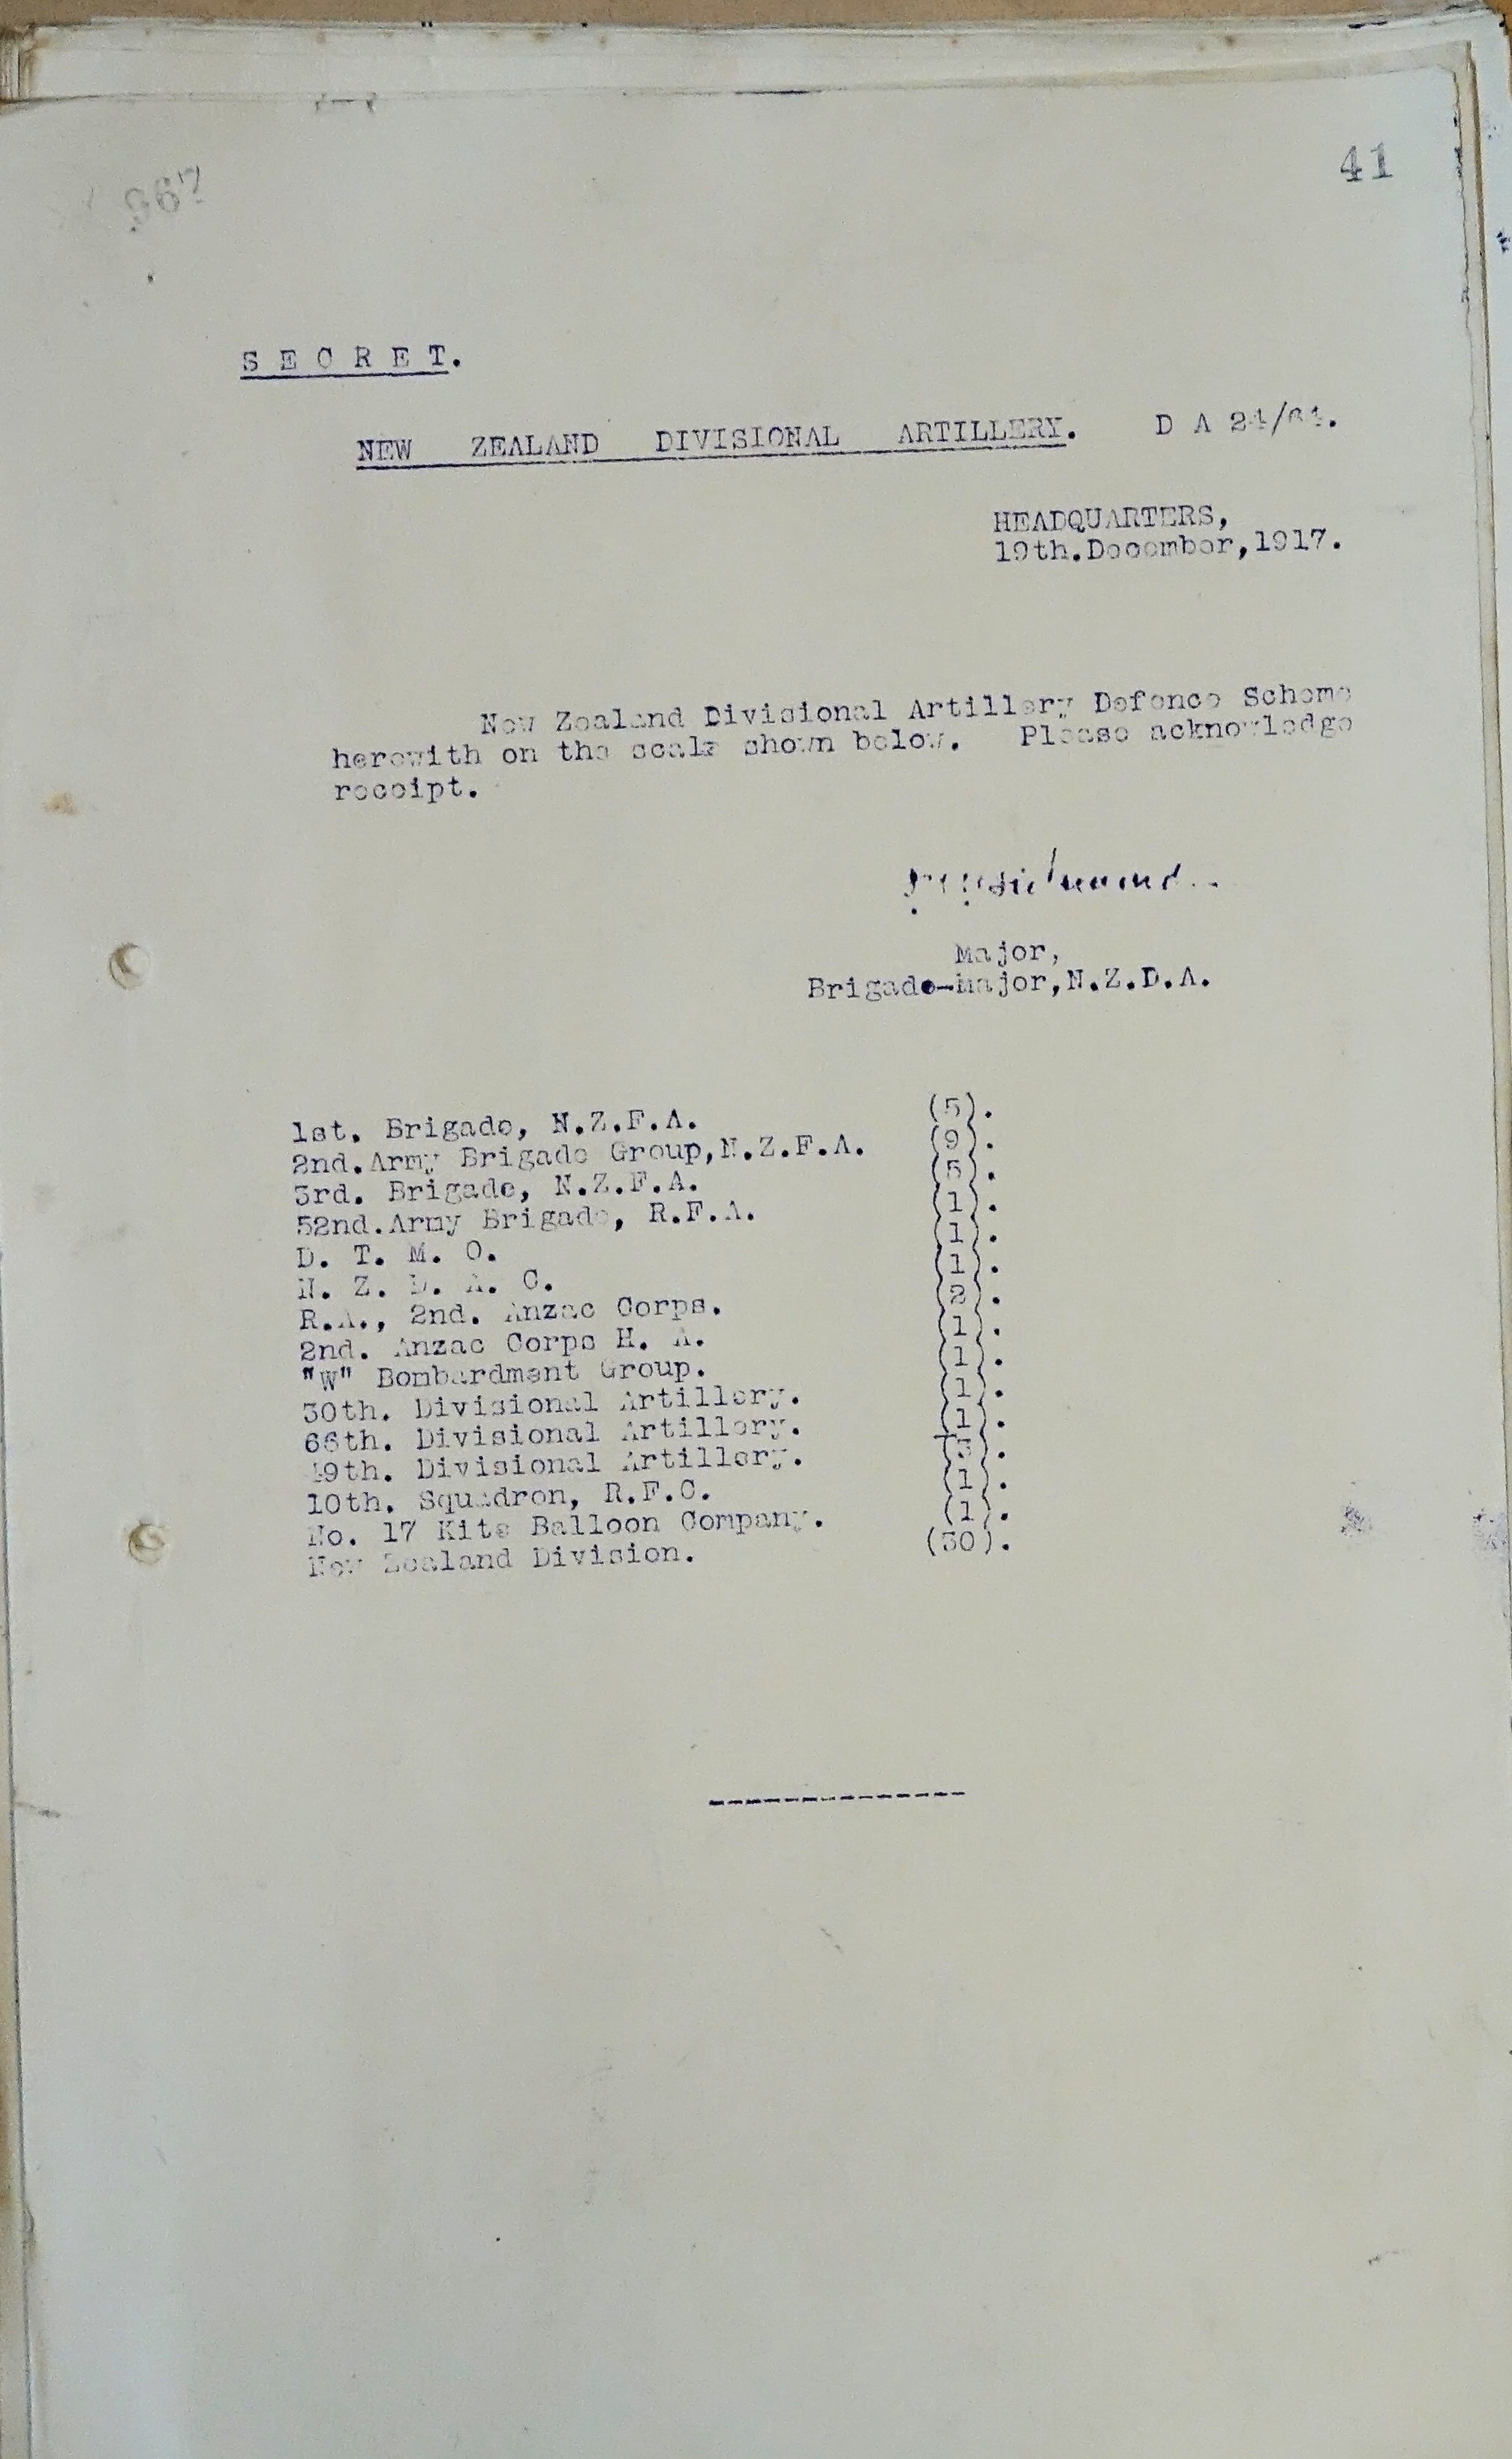 41
S E C R E T.
NEW ZEALAND DIVISIONAL ARTILLERY. D A
HEADQUARTERS,
19th.December,1917.
New Zealand Divisional Artillery Defence Scheme
herewith on the scale shown below. Please acknowledge
receipt.
Major,
Brigade-Major,N.Z.D.A.
1st. Brigade, N.Z.F.A. (5).
2nd.Army Brigade Group,N.Z.F.A. (9).
3rd. Brigade, N.Z.F.A. (5).
52nd.Army Brigade, R.F.A. (1).
D. T. M. O. (1).
N. Z. D. A. C. (1).
R.A., 2nd. Anzac Corps. (2).
2nd. Anzac Corps H. A. (1).
"W" Bombardment Group. (1).
30th. Divisional Artillery. (1).
66th. Divisional Artillery. (1).
49th. Divisional Artillery.
10th. Squadron, R.F.C. (1).
No. 17 Kite Balloon Company. (1).
New Zealand Division. (30).